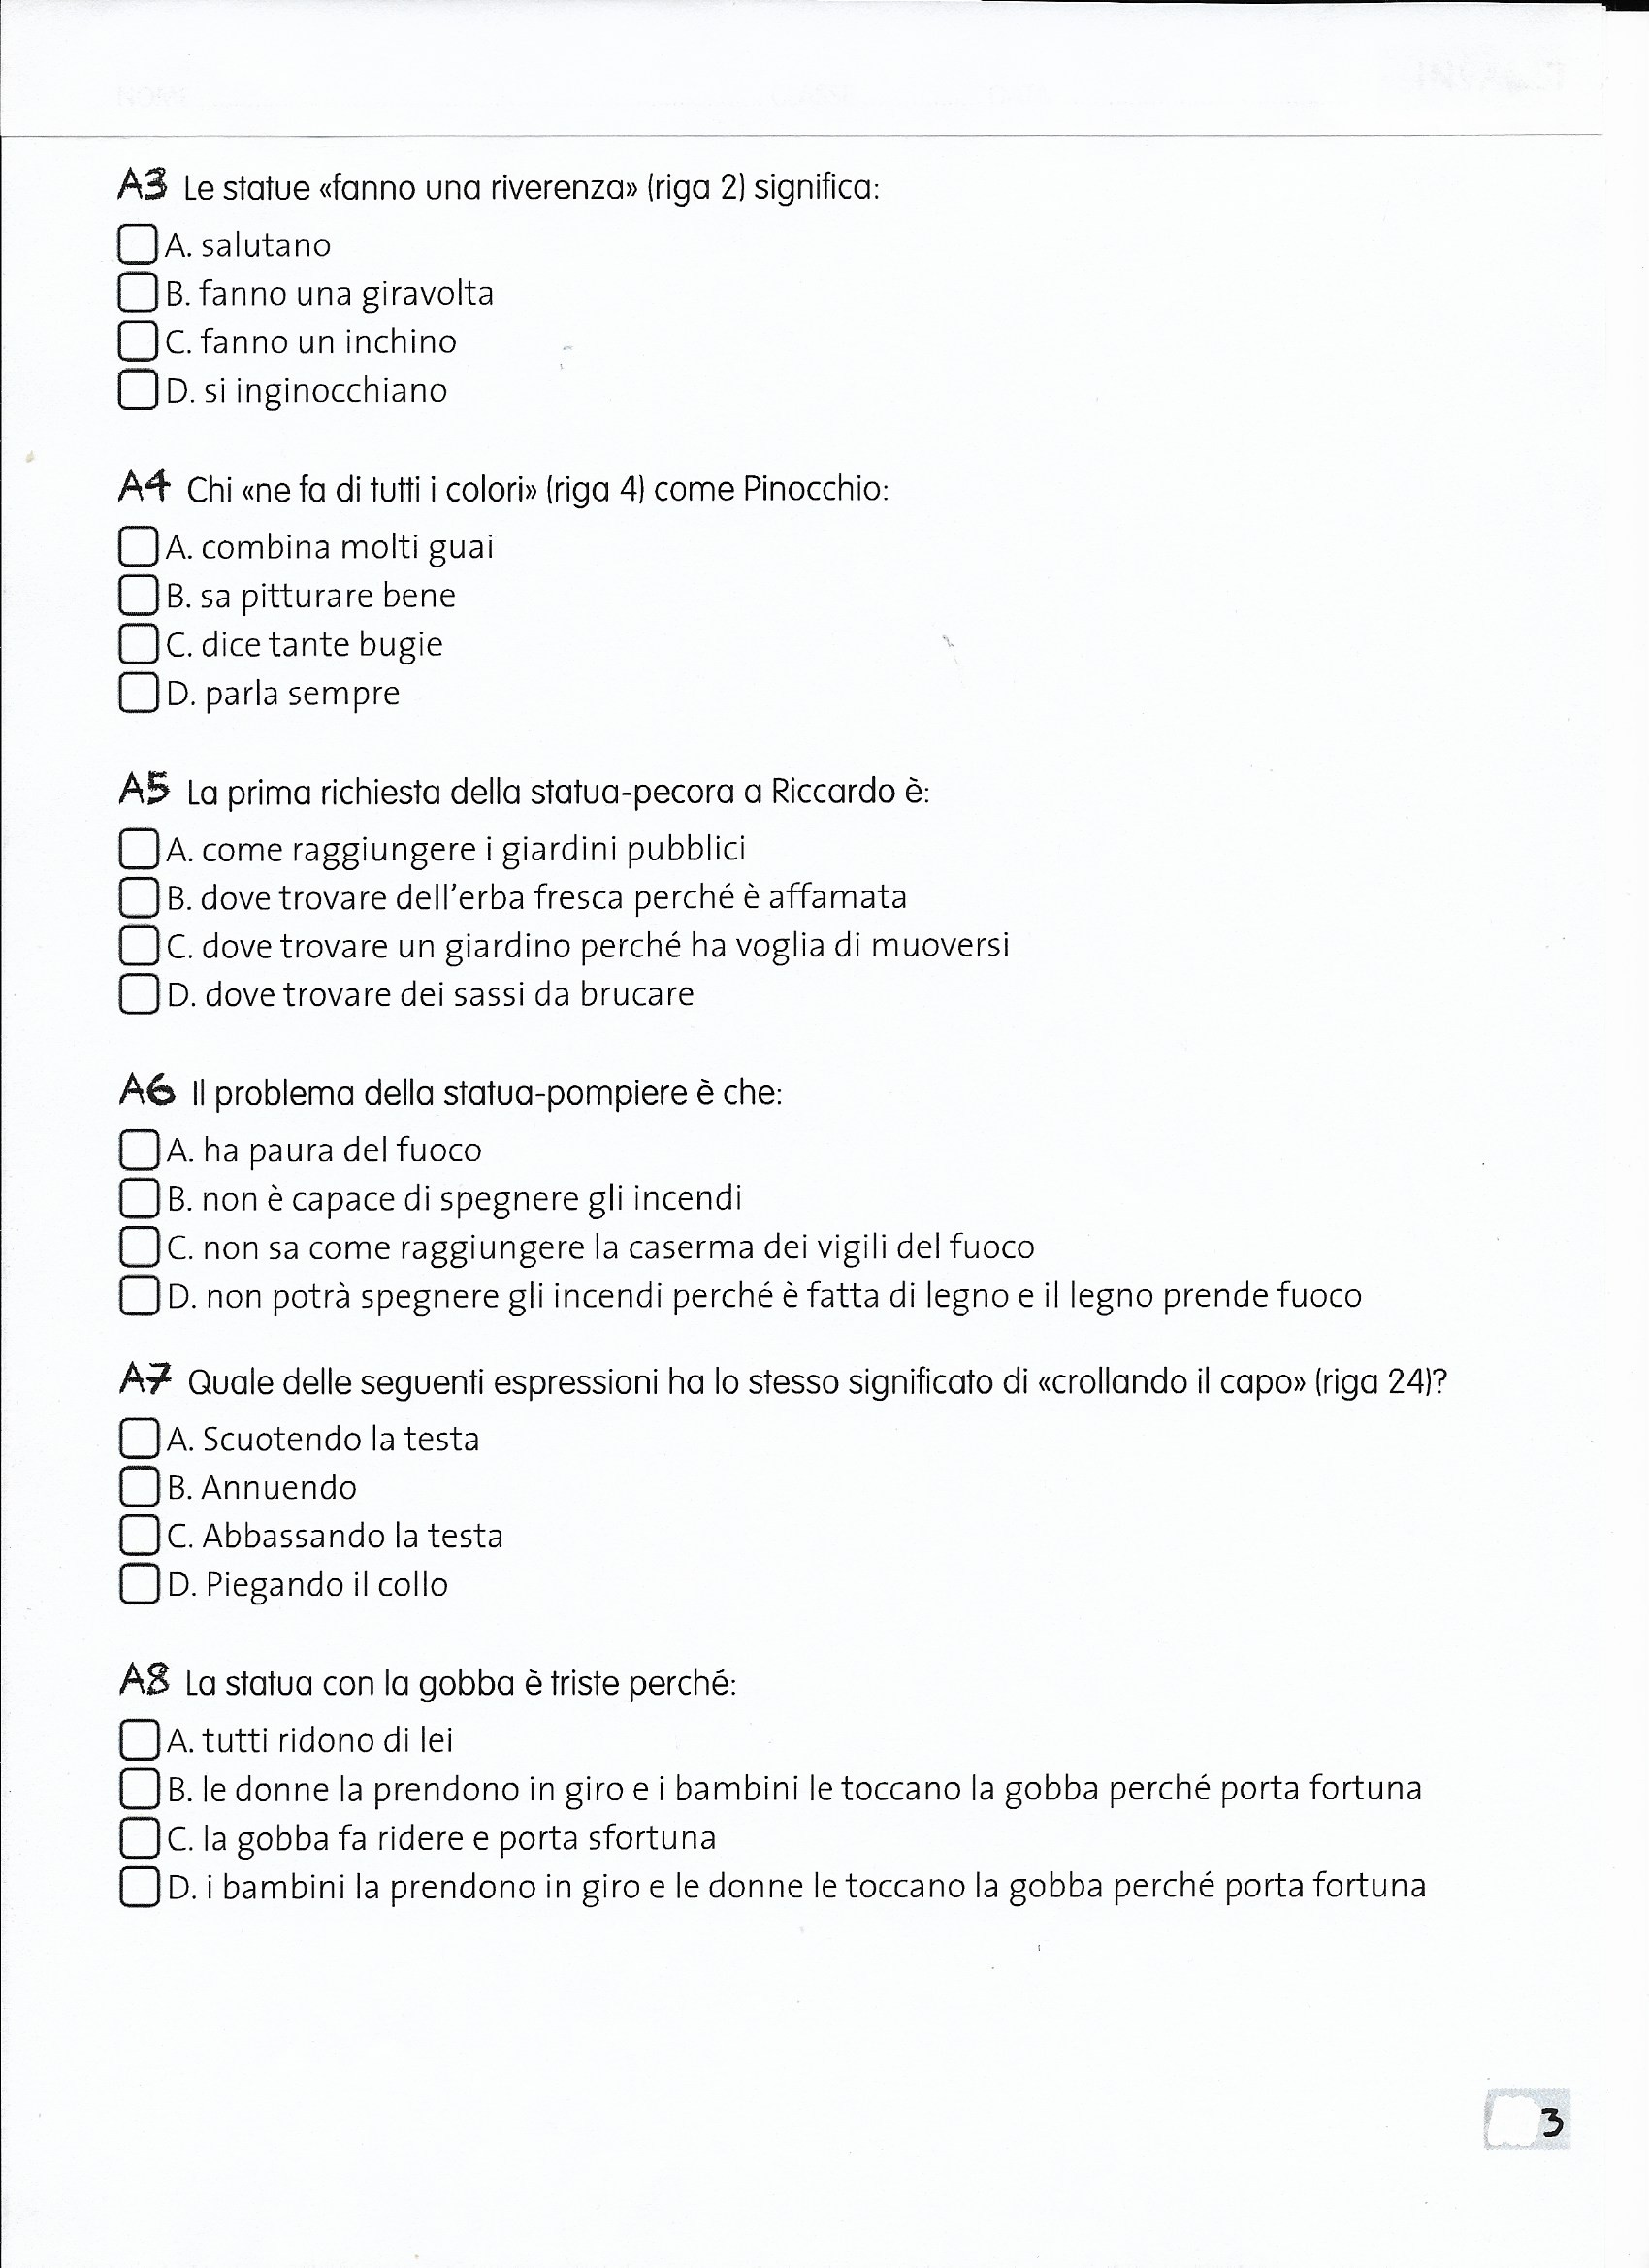 A3 Le statue «fanno una riverenza» (riga 2) significa:
A. salutano
B. fanno una giravolta
C. fanno un inchino
D. si inginocchiano
A4 Chi «ne fa di tutti i colori» (riga 4) come Pinocchio:
A. combina molti guai
B. sa pitturare bene
C. dice tante bugie
D. parla sempre
A5 La prima richiesta della statua-pecora a Riccardo è:
A. come raggiungere i giardini pubblici
B. dove trovare dell'erba fresca perché è affamata
C. dove trovare un giardino perché ha voglia di muoversi
D. dove trovare dei sassi da brucare
A6 Il problema della statua-pompiere è che:
A. ha paura del fuoco
B. non è capace di spegnere gli incendi
C. non sa come raggiungere la caserma dei vigili del fuoco
D. non potrà spegnere gli incendi perché è fatta di legno e il legno prende fuoco
A7 Quale delle seguenti espressioni ha lo stesso significato di «crollando il capo» (riga 24)?
A. Scuotendo la testa
B. Annuendo
C. Abbassando la testa
D. Piegando il collo
A8 La statua con la gobba è triste perché:
A. tutti ridono di lei
B. le donne la prendono in giro e i bambini le toccano la gobba perché porta fortuna
C. la gobba fa ridere e porta sfortuna
D. i bambini la prendono in giro e le donne le toccano la gobba perché porta fortuna
3